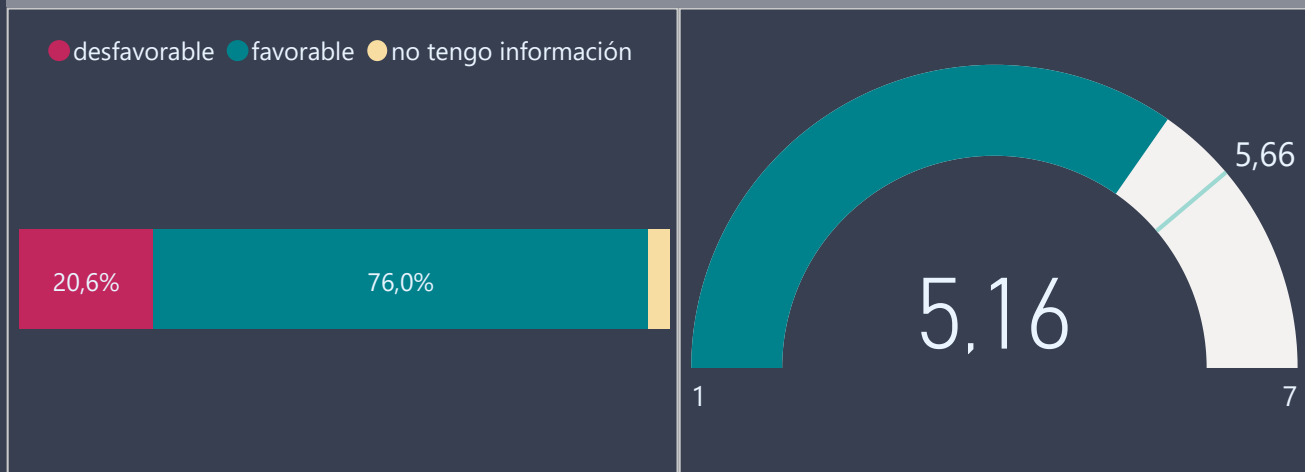 desfavorable favorable no tengo información
20,6% 76,0%
5,66
5,16
1 7